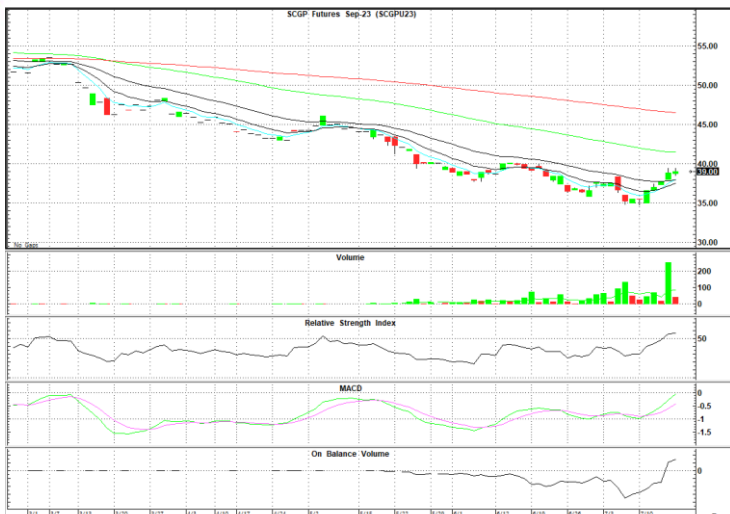 SCGP Futures Sep-23 (SCGPU23)
55.00
50.00
45.00
40.00
39.00
35.00
30.00
No Gaps
Volume
200
100
0
Relative Strength Index
50
MACD
0
-0.5
-1
-1.5
On Balance Volume
0